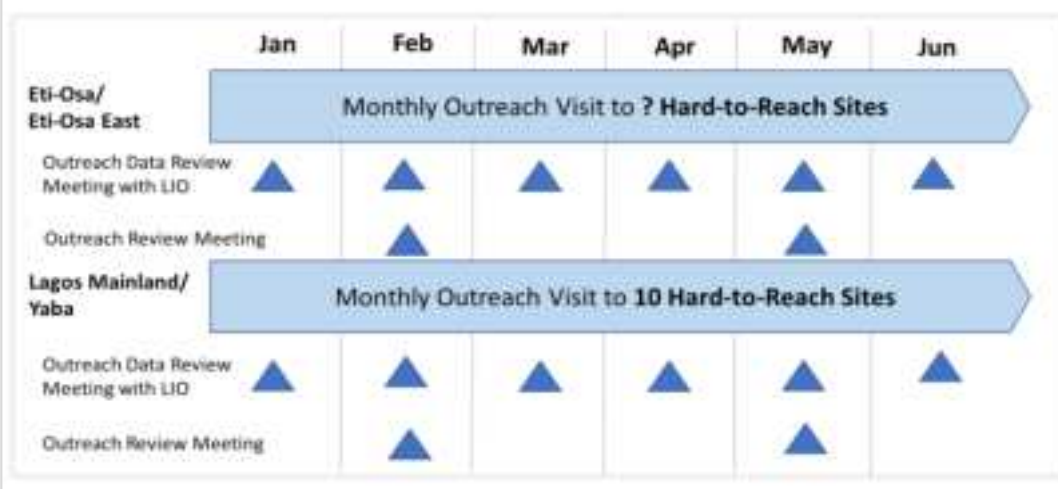 Jan Feb Mar Apr May Jun
Eti-Osa/
Eti-Osa East
Monthly Outreach Visit to ? Hard-to-Reach Sites
Outreach Data Review
Meeting with LIO
Outreach Review Meeting
Lagos Mainland/
Yaba
Monthly Outreach Visit to 10 Hard-to-Reach Sites
Outreach Data Review
Meeting with LIO
Outreach Review Meeting